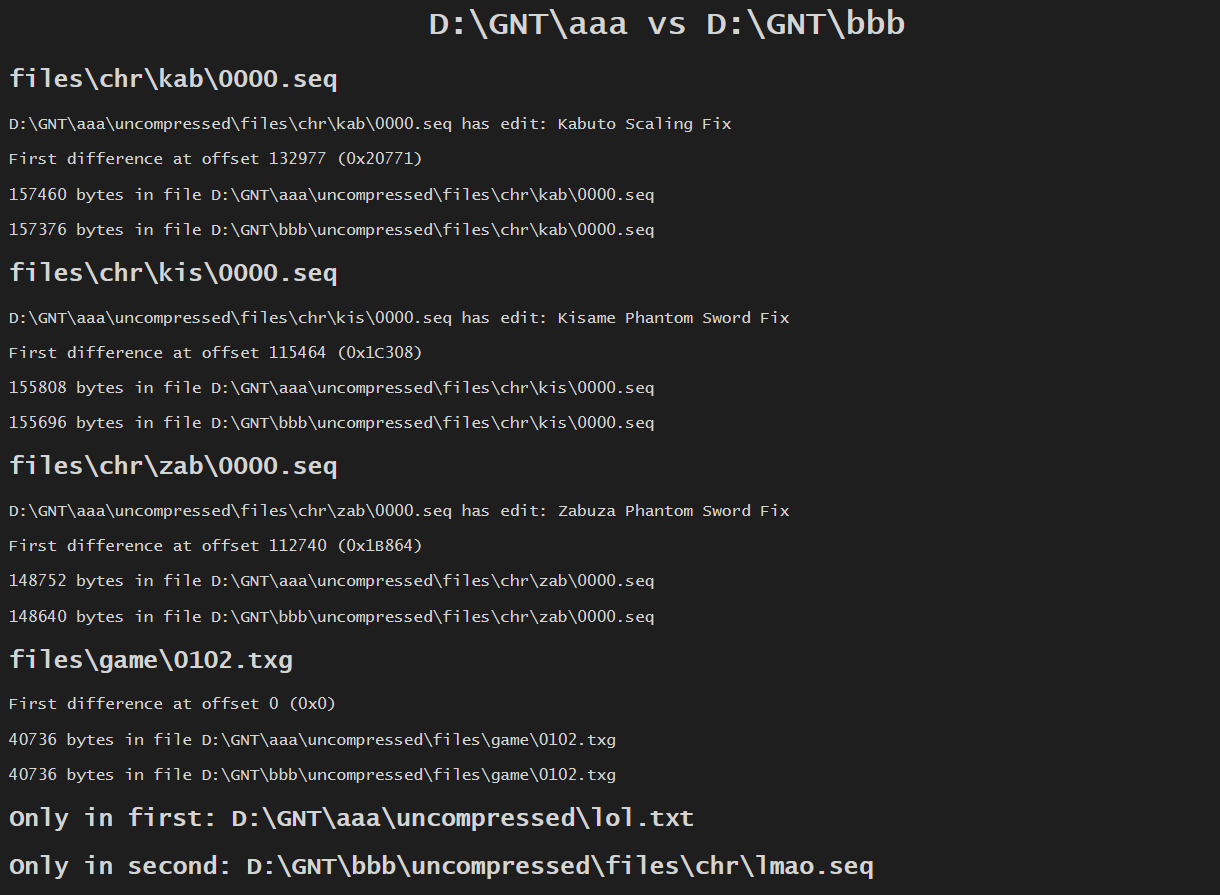 D:\GNT\aaa vs D:\GNT\bbb
files\chr\kab\0000.seq
D:\GNT\aaa\uncompressed\files\chr\kab\0000.seq has edit: Kabuto Scaling Fix
First difference at offset 132977 (0x20771)
157460 bytes in file D:\GNT\aaa\uncompressed\files\chr\kab\0000.seq
157376 bytes in file D:\GNT\bbb\uncompressed\files\chr\kab\0000.seq
files\chr\kis\0000.seq
D:\GNT\aaa\uncompressed\files\chr\kis\0000.seq has edit: Kisame Phantom Sword Fix
First difference at offset 115464 (0x1C308)
155808 bytes in file D:\GNT\aaa\uncompressed\files\chr\kis\0000.seq
155696 bytes in file D:\GNT\bbb\uncompressed\files\chr\kis\0000.seq
files\chr\zab\0000.seq
D:\GNT\aaa\uncompressed\files\chr\zab\0000.seq has edit: Zabuza Phantom Sword Fix
First difference at offset 112740 (0x1B864)
148752 bytes in file D:\GNT\aaa\uncompressed\files\chr\zab\0000.seq
148640 bytes in file D:\GNT\bbb\uncompressed\files\chr\zab\0000.seq
files\game\0102.txg
First difference at offset 0 (0x0)
40736 bytes in file D:\GNT\aaa\uncompressed\files\game\0102.txg
40736 bytes in file D:\GNT\bbb\uncompressed\files\game\0102.txg
Only in first: D:\GNT\aaa\uncompressed\lol.txt
Only in second: D:\GNT\bbb\uncompressed\files\chr\lmao.seq